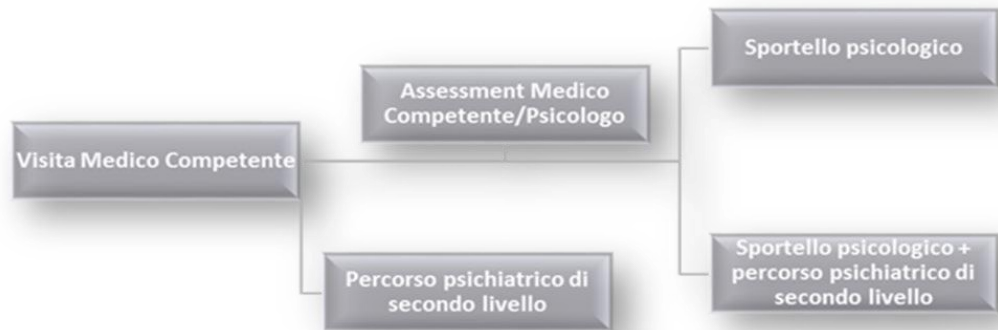 Visita Medico Competente
Assessment Medico
Competente/Psicologo
Percorso psichiatrico di
secondo livello
Sportello psicologico
Sportello psicologico +
percorso psichiatrico di
secondo livello